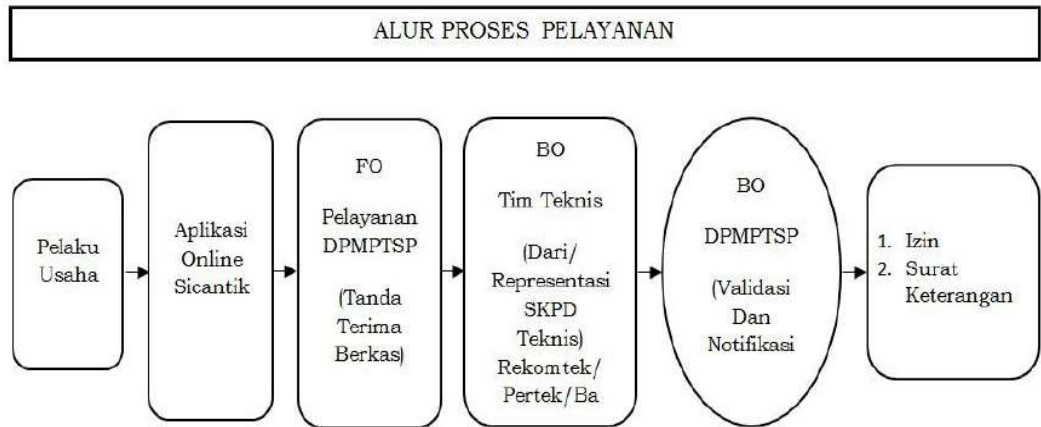 ALUR PROSES PELAYANAN
Pelaku
Usaha
Aplikasi
Online
Sicantik
FO
Pelayanan
DPMPTSP
(Tanda
Terima
Berkas)
BO
Tim Teknis
(Dari/
Representasi
SKPD
Teknis)
Rekomtek/
Pertek/Ba
BO
DPMPTSP
(Validasi
Dan
Notifikasi
1. Izin
2. Surat
Keterangan